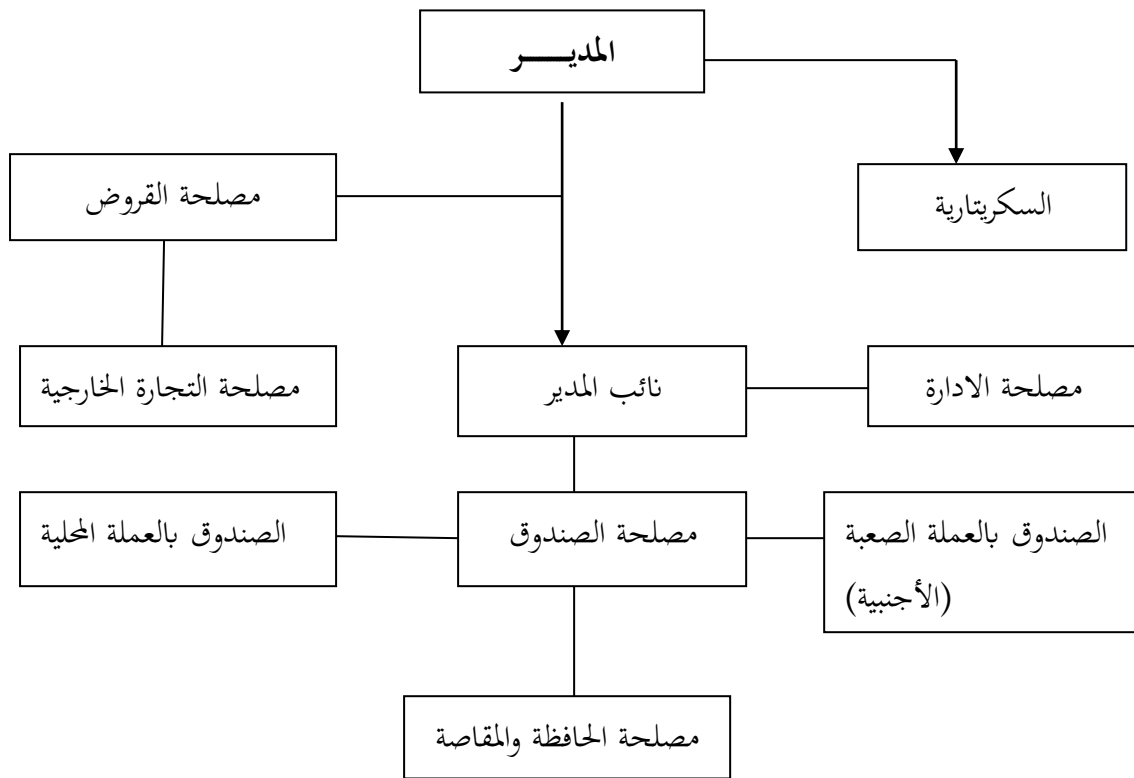 المديـــــر
السكريتارية
مصلحة القروض
مصلحة الادارة
نائب المدير
مصلحة التجارة الخارجية
الصندوق بالعملة الصعبة
(الأجنبية)
مصلحة الصندوق
الصندوق بالعملة المحلية
مصلحة الحافظة والمقاصة